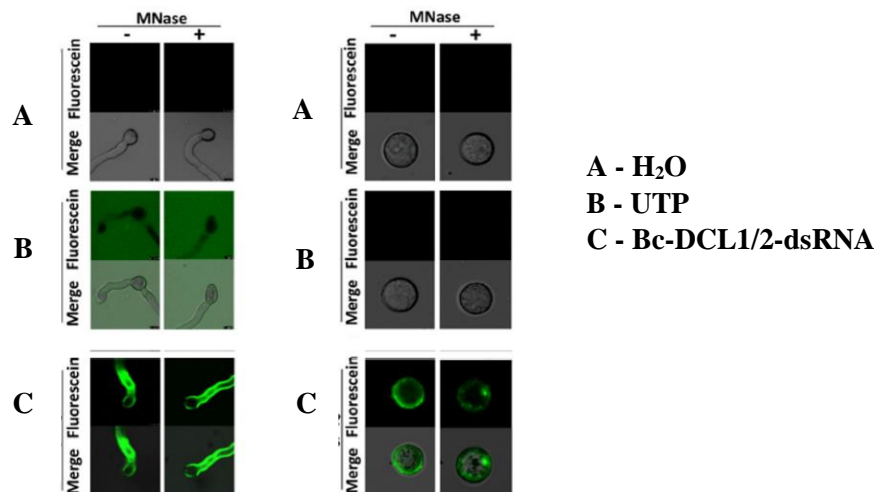 MNase
- +
A
Fluorescein
Merge
B
Fluorescein
Merge
C
Fluorescein
Merge
MNase
- +
A
Fluorescein
Merge
B
Fluorescein
Merge
C
Fluorescein
Merge
A - H₂O
B - UTP
C - Bc-DCL1/2-dsRNA